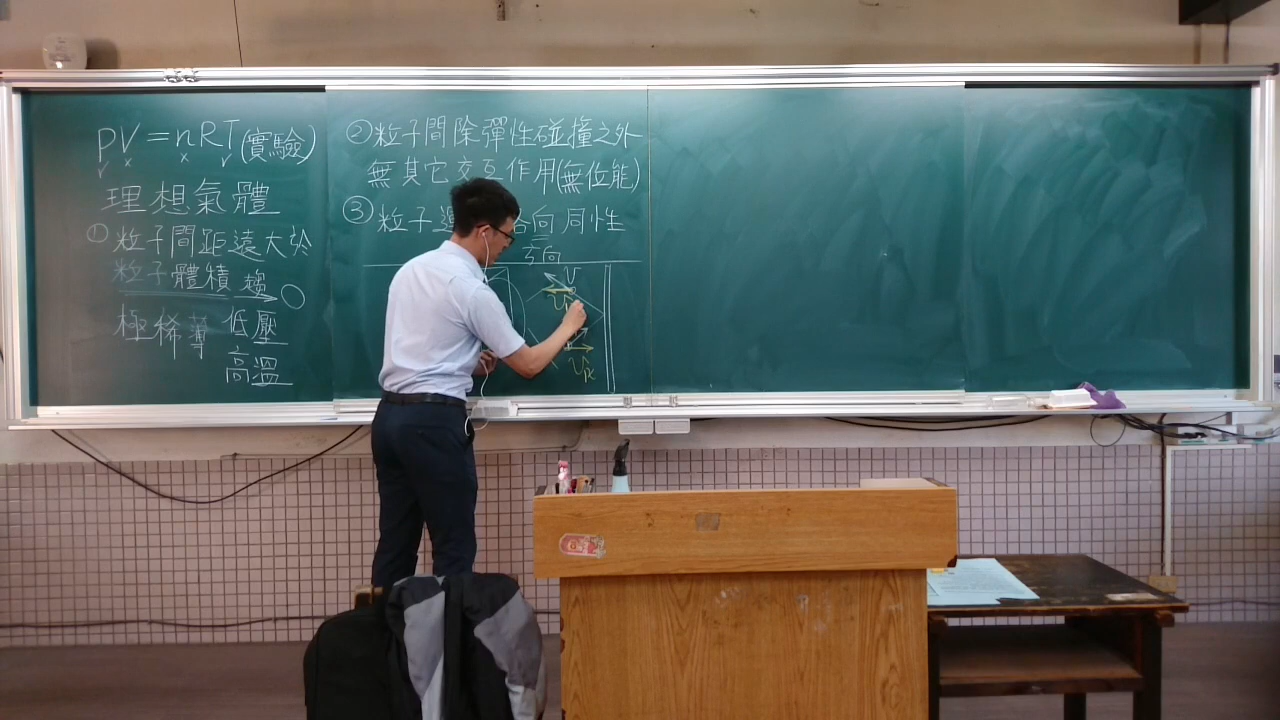 pV=nRT(實驗)
理想氣體
①粒子間距遠大於
粒子體積 趨→0
極稀薄 低壓
高溫
②粒子間除彈性碰撞之外
無其它交互作用(無位能)
③粒子 向同性
方向
v